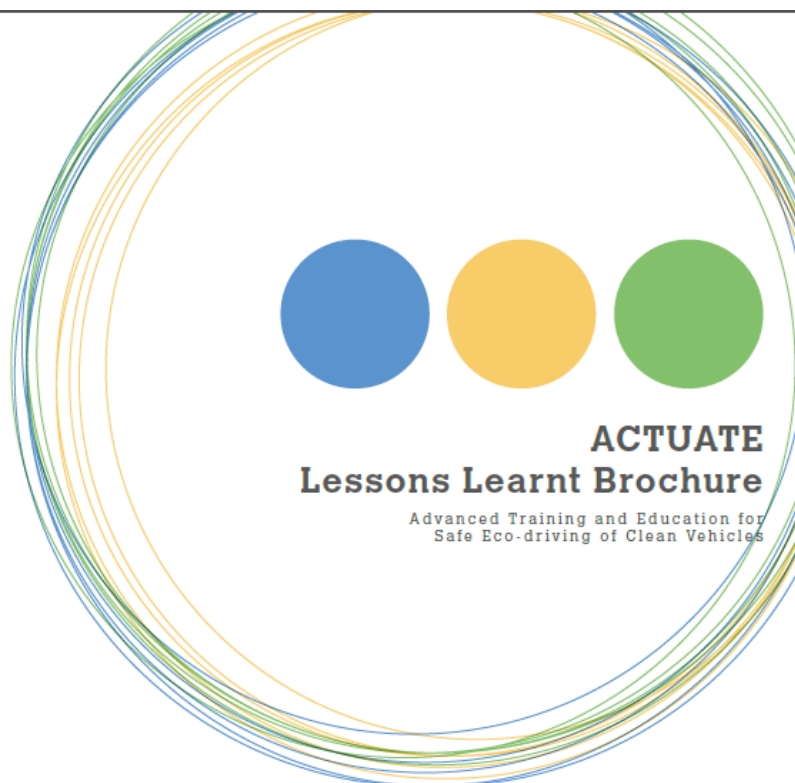 ACTUATE
Lessons Learnt Brochure
Advanced Training and Education for
Safe Eco-driving of Clean Vehicles